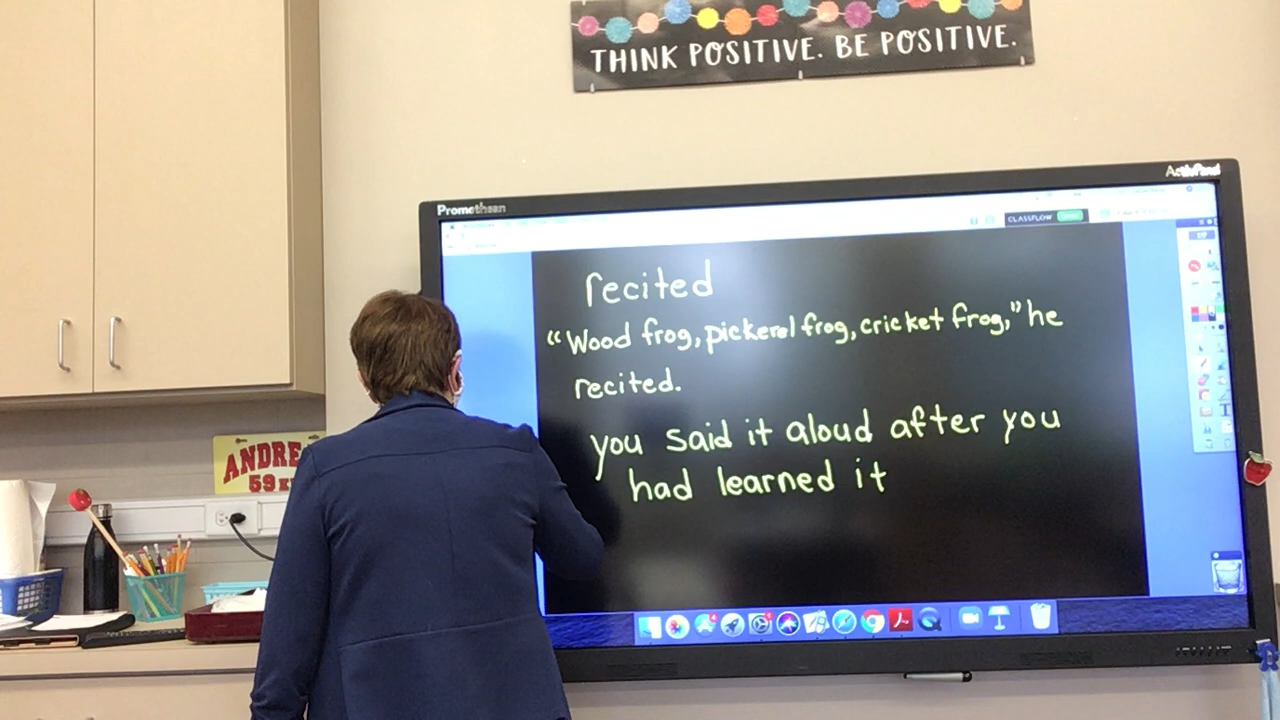 THINK POSITIVE. BE POSITIVE.
Promethean
ActivPanel
CLASSFLOW
recited
“Wood frog, pickerel frog, cricket frog,” he
recited.
you said it aloud after you
had learned it
ANDRE
59